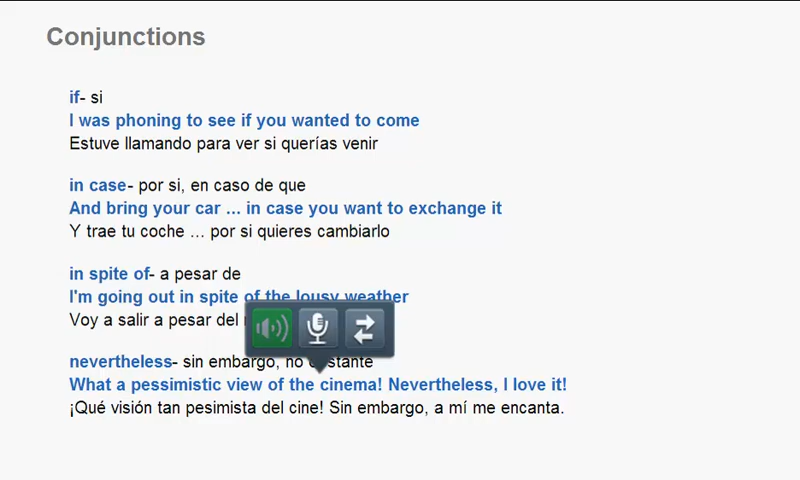 Conjunctions
if- si
I was phoning to see if you wanted to come
Estuve llamando para ver si querías venir
in case- por si, en caso de que
And bring your car ... in case you want to exchange it
Y trae tu coche ... por si quieres cambiarlo
in spite of- a pesar de
I'm going out in spite of the lousy weather
Voy a salir a pesar del
nevertheless- sin embargo, no obstante
What a pessimistic view of the cinema! Nevertheless, I love it!
¡Qué visión tan pesimista del cine! Sin embargo, a mí me encanta.